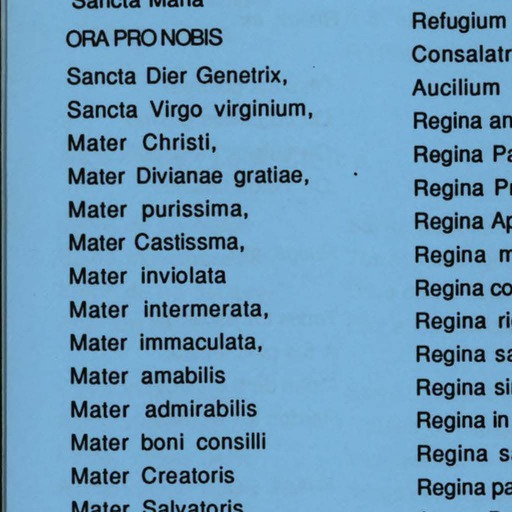 Sancta Maria
ORA PRO NOBIS
Sancta Dier Genetrix,
Sancta Virgo virginium,
Mater Christi,
Mater Divianae gratiae,
Mater purissima,
Mater Castissma,
Mater inviolata
Mater intermerata,
Mater immaculata,
Mater amabilis
Mater admirabilis
Mater boni consilli
Mater Creatoris
Mater Salvatoris
Refugium
Consalatr
Aucilium
Regina an
Regina Pa
Regina Pr
Regina Ap
Regina m
Regina co
Regina ri
Regina sa
Regina si
Regina in
Regina s
Regina pa